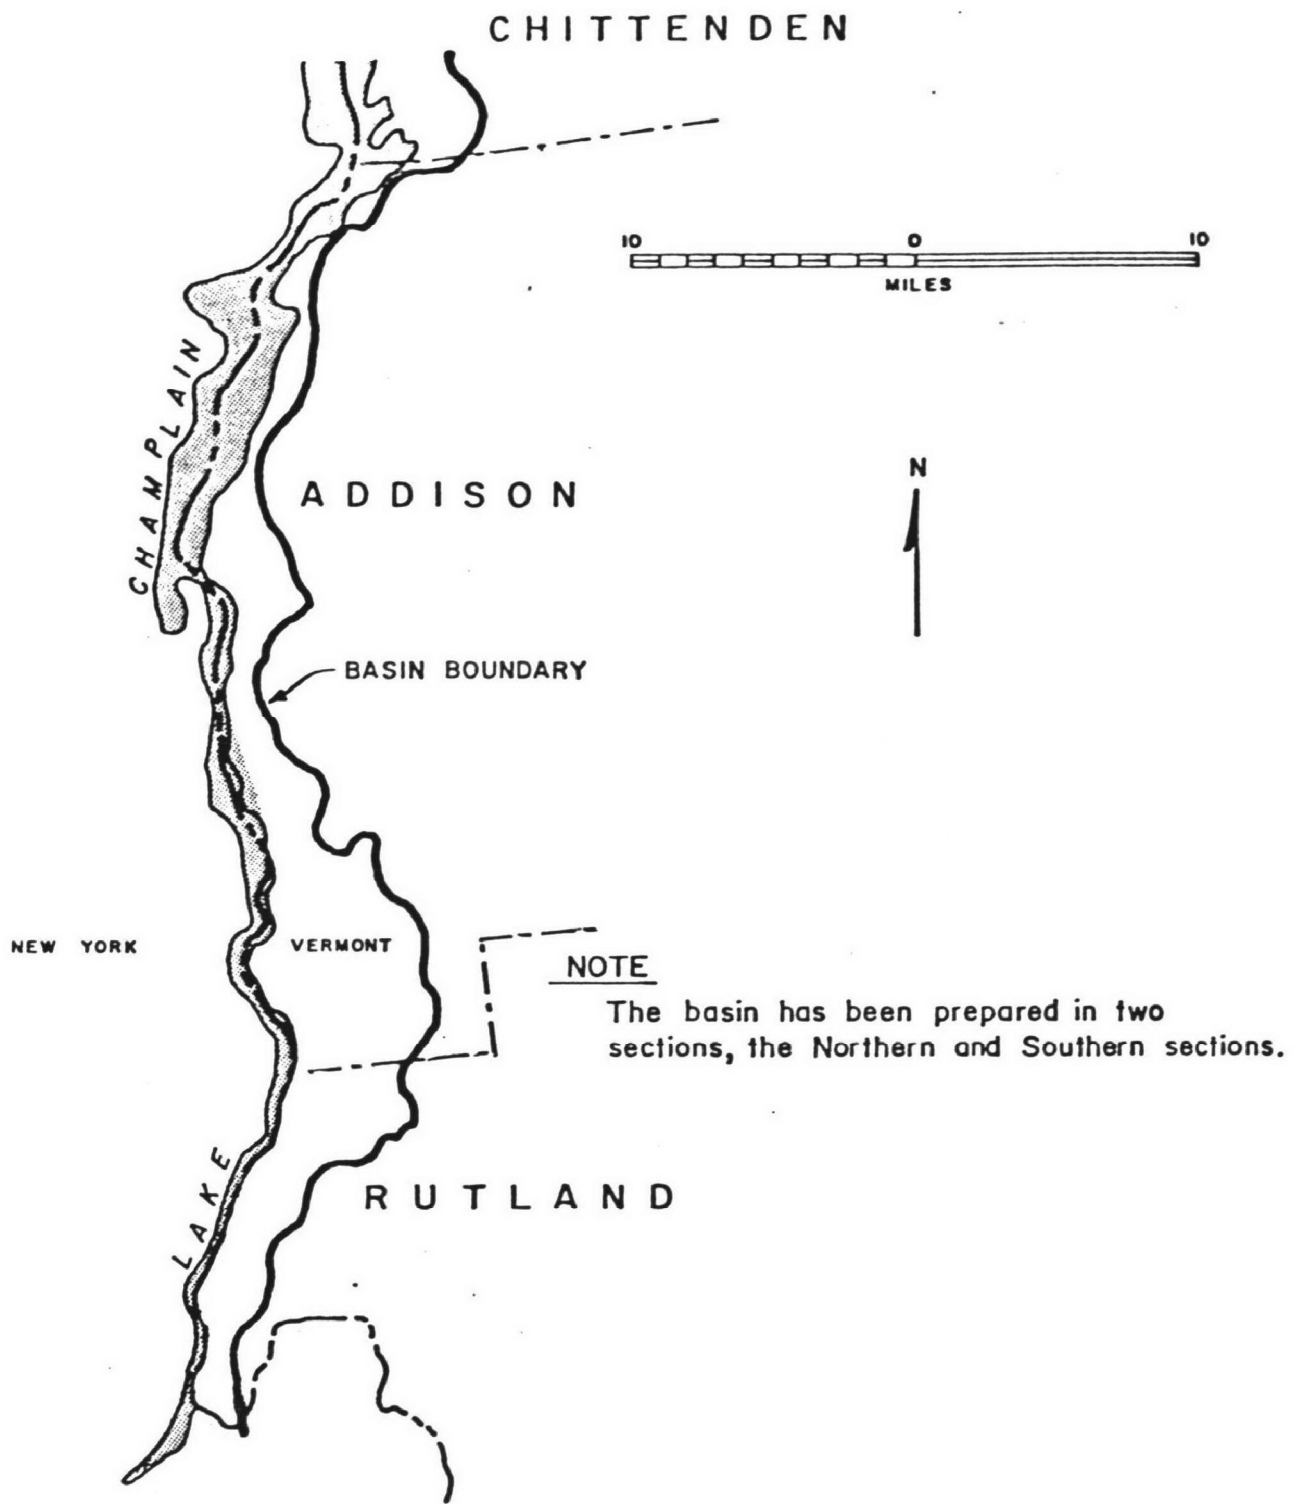 CHITTENDEN
10 0 10
MILES
CHAMPLAIN
N
ADDISON
BASIN BOUNDARY
NEW YORK
VERMONT
NOTE
The basin has been prepared in two
sections, the Northern and Southern sections.
LAKE
RUTLAND